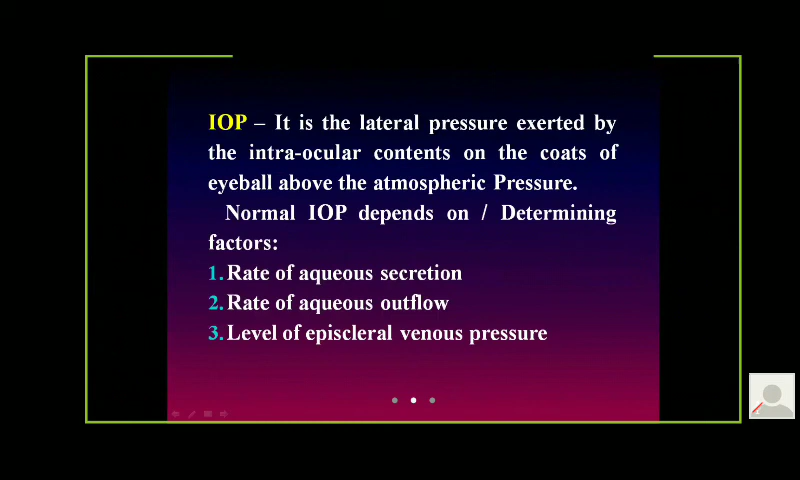 IOP – It is the lateral pressure exerted by
the intra-ocular contents on the coats of
eyeball above the atmospheric Pressure.
Normal IOP depends on / Determining
factors:
1. Rate of aqueous secretion
2. Rate of aqueous outflow
3. Level of episcleral venous pressure